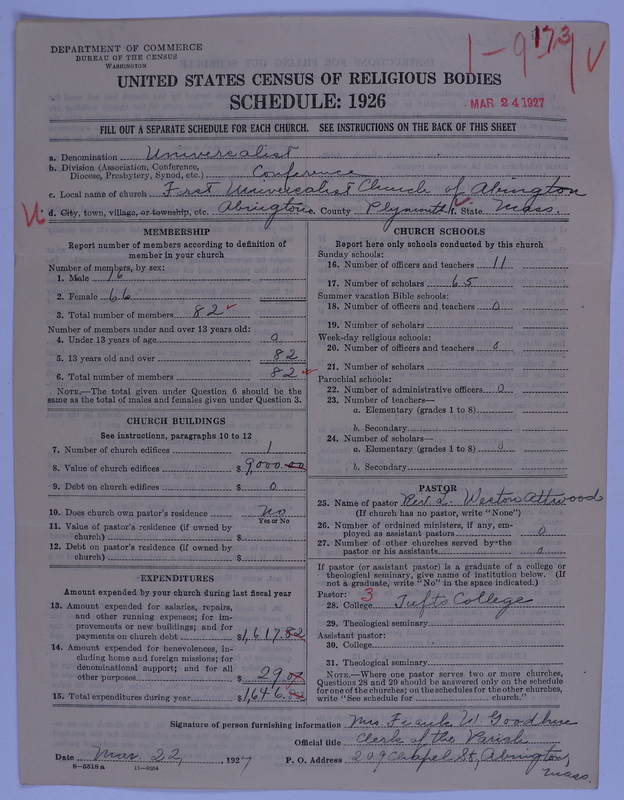 DEPARTMENT OF COMMERCE
BUREAU OF THE CENSUS
WASHINGTON
MAR 24 1927
UNITED STATES CENSUS OF RELIGIOUS BODIES
SCHEDULE: 1926
FILL OUT A SEPARATE SCHEDULE FOR EACH CHURCH. SEE INSTRUCTIONS ON THE BACK OF THIS SHEET
a. Denomination Universalist
b. Division (Association, Conference, Diocese, Presbytery, Synod, etc.) Conference
c. Local name of church First Universalist Church of Abington
d. City, town, village, or township, etc. Abington e. County Plymouth f. State Mass.
MEMBERSHIP
Report number of members according to definition of
member in your church
Number of members, by sex:
1. Male 16
2. Female 66
3. Total number of members 82
Number of members under and over 13 years old:
4. Under 13 years of age 0
5. 13 years old and over 82
6. Total number of members 82
NOTE.—The total given under Question 6 should be
same as the total of males and females given under Question 3.
CHURCH BUILDINGS
See instructions, paragraphs 10 to 12
7. Number of church edifices 1
8. Value of church edifices $9,000.00
9. Debt on church edifices $ 0
10. Does church own pastor's residence No
Yes or No
11. Value of pastor's residence (if owned by
church) $
12. Debt on pastor's residence (if owned by
church) $
EXPENDITURES
Amount expended by your church during last fiscal year
13. Amount expended for salaries, repairs,
and other running expenses; for im-
provements or new buildings; and for
payments on church debt $1,617.82
14. Amount expended for benevolences, in-
cluding home and foreign missions; for
denominational support; and for all
other purposes $ 29.
15. Total expenditures during year $1,646.
CHURCH SCHOOLS
Report here only schools conducted by this church
Sunday schools:
16. Number of officers and teachers 11
17. Number of scholars 65
Summer vacation Bible schools:
18. Number of officers and teachers 0
19. Number of scholars
Week-day religious schools:
20. Number of officers and teachers 0
21. Number of scholars
Parochial schools:
22. Number of administrative officers 0
23. Number of teachers—
a. Elementary (grades 1 to 8)
b. Secondary
24. Number of scholars—
a. Elementary (grades 1 to 8) 0
b. Secondary
PASTOR
25. Name of pastor Rev. L. Weston Attwood
(If church has no pastor, write "None")
26. Number of ordained ministers, if any, em-
ployed as assistant pastors 0
27. Number of other churches served by the
pastor or his assistants 0
If pastor (or assistant pastor) is a graduate of a college or
theological seminary, give name of institution below. (If
not a graduate, write "No" in the space indicated.)
Pastor: 3
28. College Tufts College
29. Theological seminary
Assistant pastor:
30. College
31. Theological seminary
NOTE.—Where one pastor serves two or more churches,
Questions 28 and 29 should be answered only on the schedule
for one of the churches; on the schedules for the other churches,
write "See schedule for church."
Signature of person furnishing information Mrs. Frank W. Goodhue
Official title Clerk of the Parish
Date Mar. 22, 1927 P. O. Address 209 Chapel St., Abington,
Mass.
6—5518a 11—9264